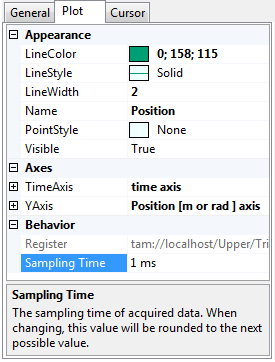 General Plot Cursor
Appearance
LineColor 0; 158; 115
LineStyle Solid
LineWidth 2
Name Position
PointStyle None
Visible True
Axes
TimeAxis time axis
YAxis Position [m or rad ] axis
Behavior
Register tam://localhost/Upper/Tri
Sampling Time 1 ms
Sampling Time
The sampling time of acquired data. When
changing, this value will be rounded to the next
possible value.